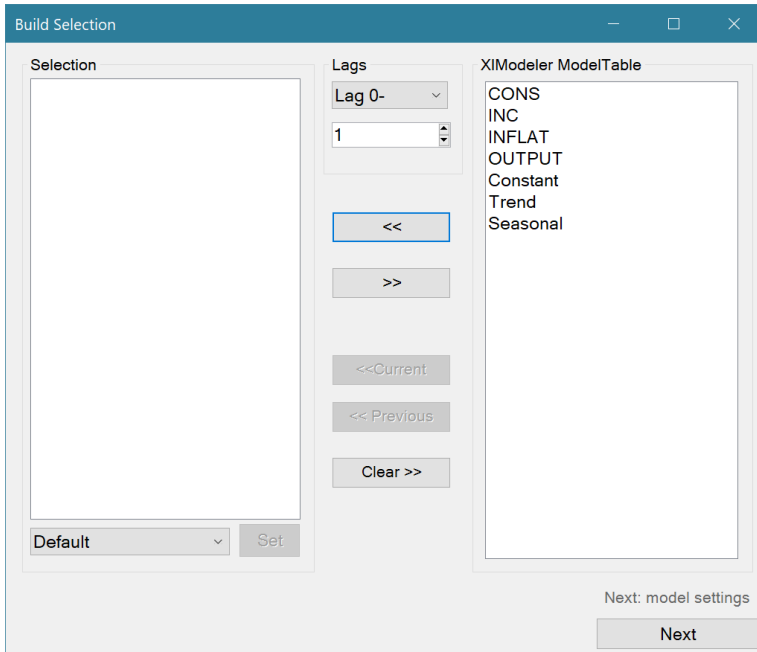 Build Selection
Selection
Lags
XlModeler ModelTable
Lag 0-
1
<<
>>
<<Current
<< Previous
Clear >>
CONS
INC
INFLAT
OUTPUT
Constant
Trend
Seasonal
Default
Set
Next: model settings
Next